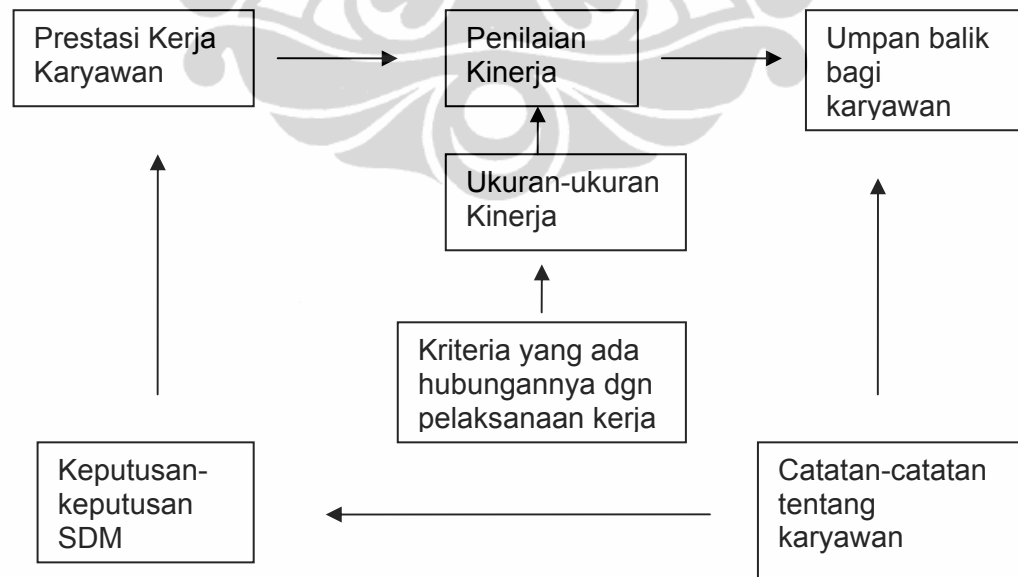 Prestasi Kerja
Karyawan
Penilaian
Kinerja
Umpan balik
bagi
karyawan
Ukuran-ukuran
Kinerja
Kriteria yang ada
hubungannya dgn
pelaksanaan kerja
Keputusan-
keputusan
SDM
Catatan-catatan
tentang
karyawan